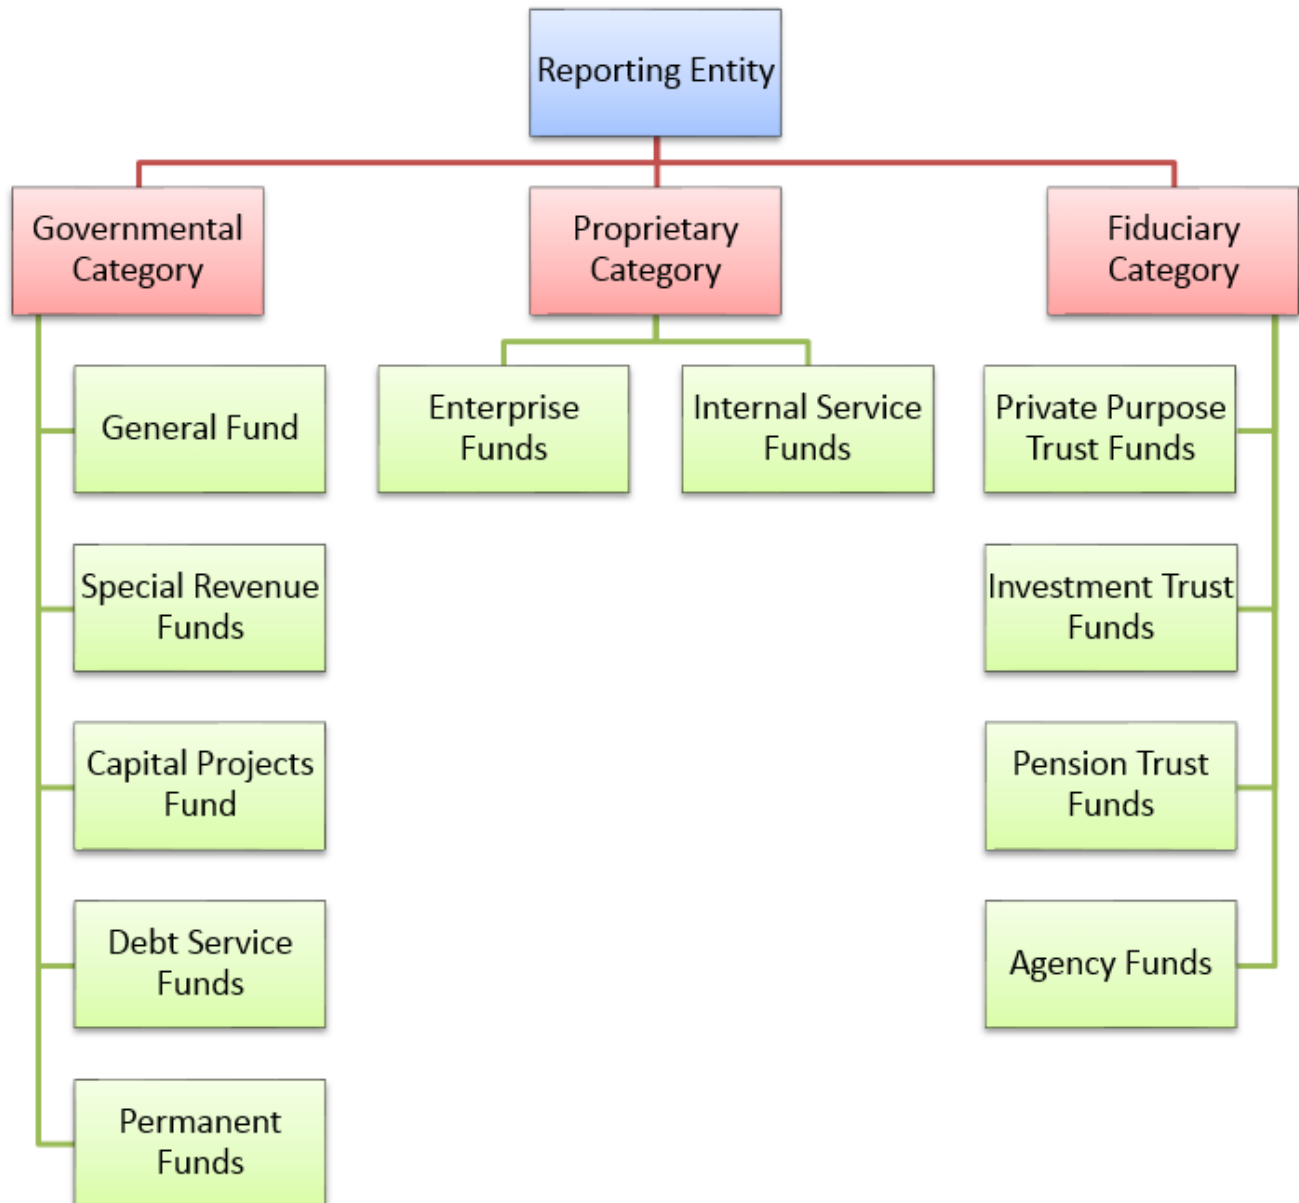 Reporting Entity
Governmental
Category
Proprietary
Category
Fiduciary
Category
General Fund
Special Revenue
Funds
Capital Projects
Fund
Debt Service
Funds
Permanent
Funds
Enterprise
Funds
Internal Service
Funds
Private Purpose
Trust Funds
Investment Trust
Funds
Pension Trust
Funds
Agency Funds